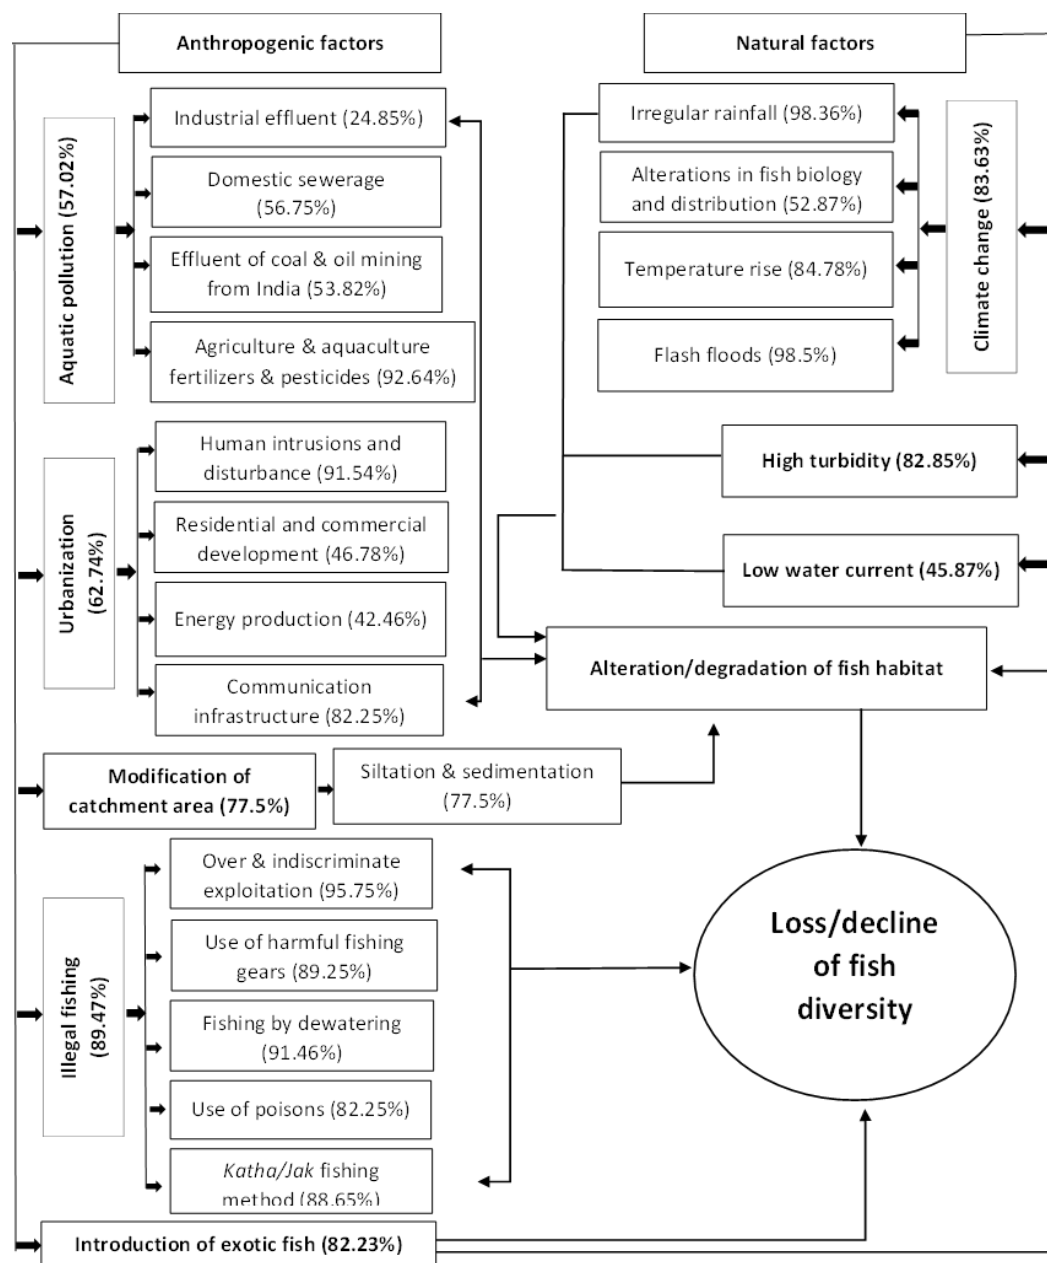 Anthropogenic factors
Natural factors
Aquatic pollution (57.02%)
Industrial effluent (24.85%)
Domestic sewerage
(56.75%)
Effluent of coal & oil mining
from India (53.82%)
Agriculture & aquaculture
fertilizers & pesticides (92.64%)
Climate change (83.63%)
Irregular rainfall (98.36%)
Alterations in fish biology
and distribution (52.87%)
Temperature rise (84.78%)
Flash floods (98.5%)
Urbanization
(62.74%)
Human intrusions and
disturbance (91.54%)
Residential and commercial
development (46.78%)
Energy production (42.46%)
Communication
infrastructure (82.25%)
High turbidity (82.85%)
Low water current (45.87%)
Alteration/degradation of fish habitat
Modification of
catchment area (77.5%)
Siltation & sedimentation
(77.5%)
Illegal fishing
(89.47%)
Over & indiscriminate
exploitation (95.75%)
Use of harmful fishing
gears (89.25%)
Fishing by dewatering
(91.46%)
Use of poisons (82.25%)
Katha/Jak fishing
method (88.65%)
Loss/decline
of fish
diversity
Introduction of exotic fish (82.23%)